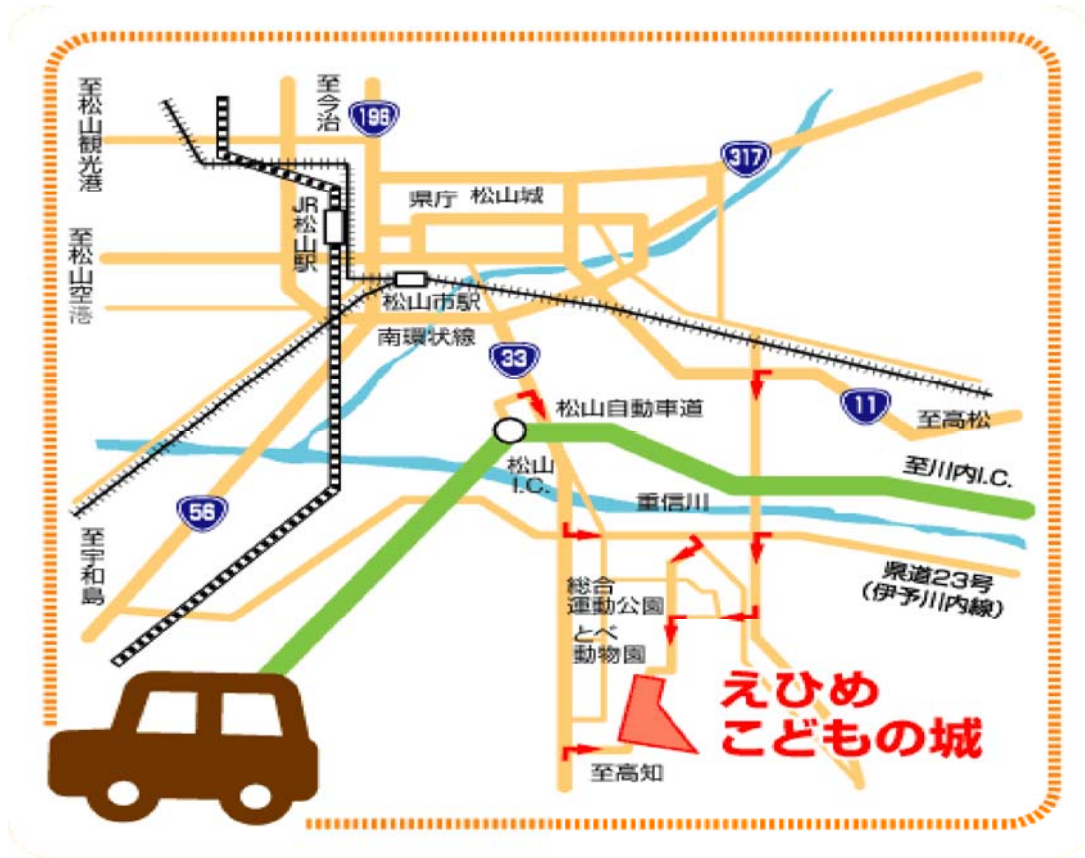 至松山観光港
至今治
196
317
県庁
松山城
JR
松山駅
至松山空港
松山市駅
南環状線
33
11
松山自動車道
至高松
松山
I.C.
至川内I.C.
重信川
56
至宇和島
県道23号
(伊予川内線)
総合
運動公園
とべ
動物園
えひめ
こどもの城
至高知